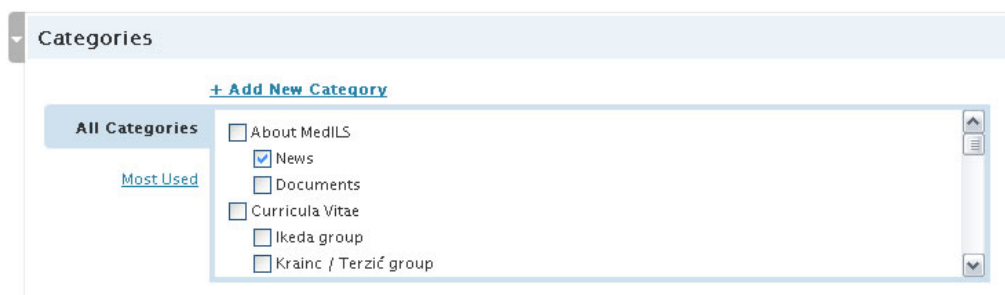 Categories
+ Add New Category
All Categories
Most Used
About MedILS
News
Documents
Curricula Vitae
Ikeda group
Krainc / Terzić group